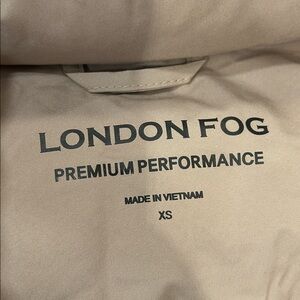 LONDON FOG
PREMIUM PERFORMANCE
MADE IN VIETNAM
XS